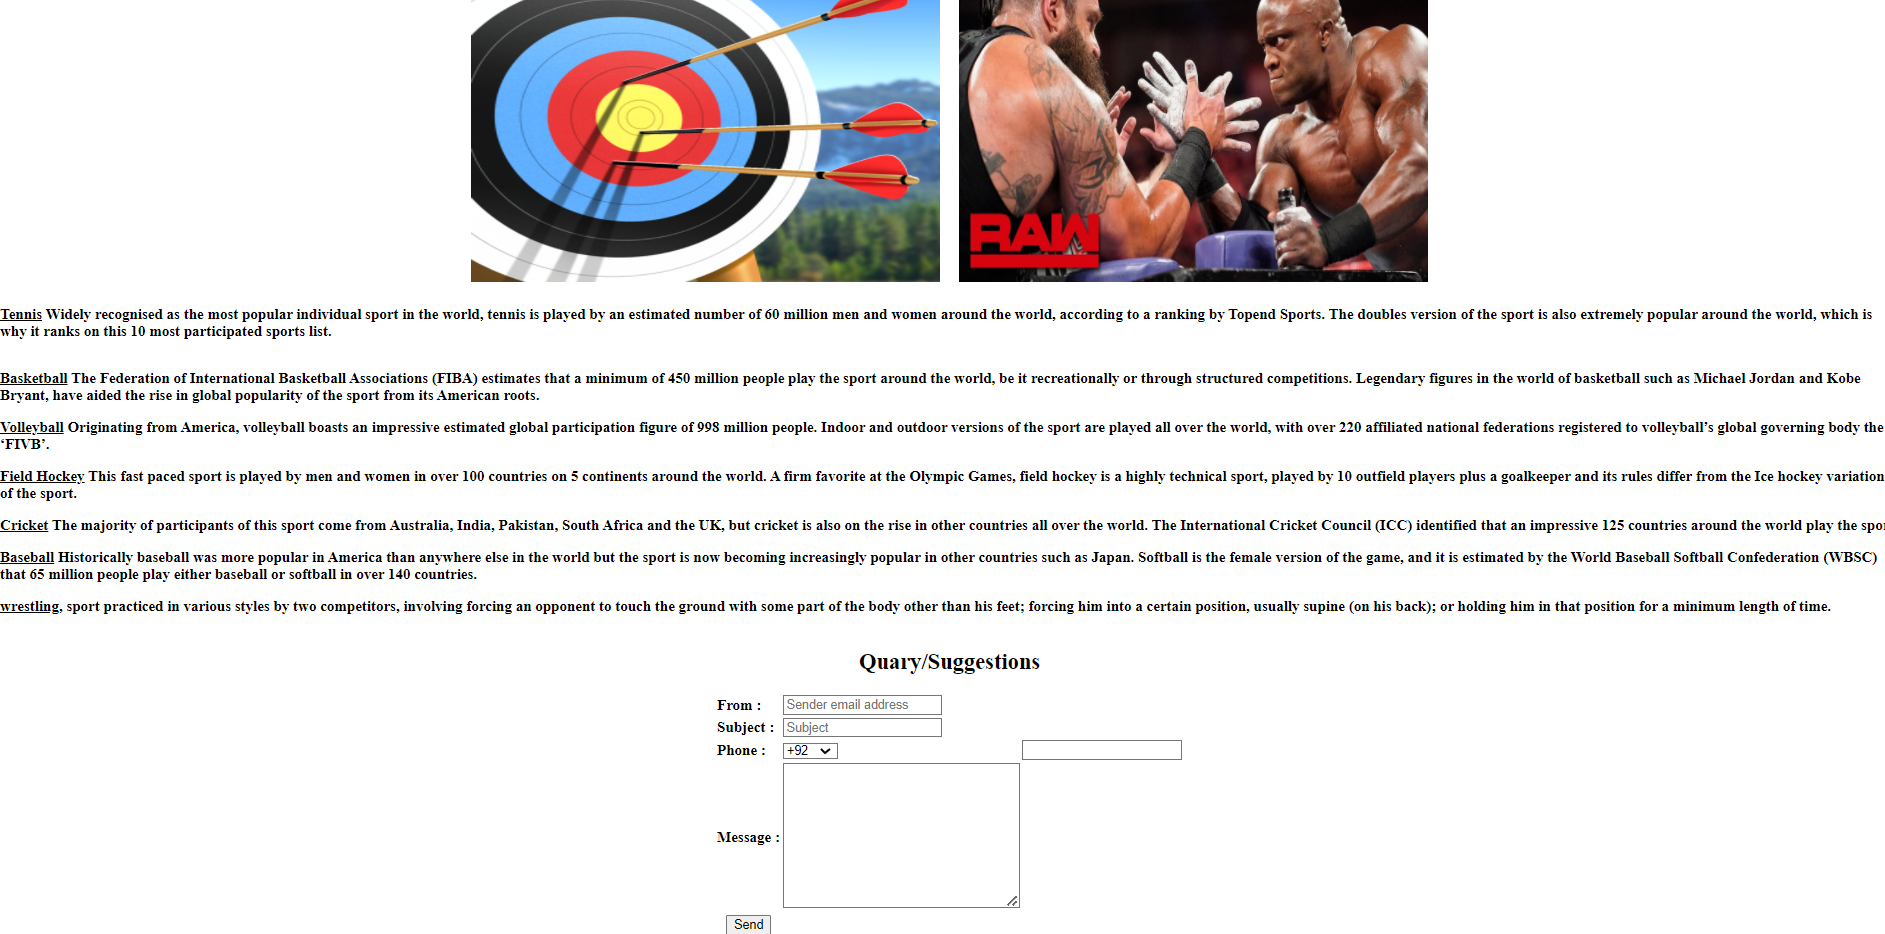 RAW
Tennis Widely recognised as the most popular individual sport in the world, tennis is played by an estimated number of 60 million men and women around the world, according to a ranking by Topend Sports. The doubles version of the sport is also extremely popular around the world, which is
why it ranks on this 10 most participated sports list.
Basketball The Federation of International Basketball Associations (FIBA) estimates that a minimum of 450 million people play the sport around the world, be it recreationally or through structured competitions. Legendary figures in the world of basketball such as Michael Jordan and Kobe
Bryant, have aided the rise in global popularity of the sport from its American roots.
Volleyball Originating from America, volleyball boasts an impressive estimated global participation figure of 998 million people. Indoor and outdoor versions of the sport are played all over the world, with over 220 affiliated national federations registered to volleyball’s global governing body the
‘FIVB’.
Field Hockey This fast paced sport is played by men and women in over 100 countries on 5 continents around the world. A firm favorite at the Olympic Games, field hockey is a highly technical sport, played by 10 outfield players plus a goalkeeper and its rules differ from the Ice hockey variation
of the sport.
Cricket The majority of participants of this sport come from Australia, India, Pakistan, South Africa and the UK, but cricket is also on the rise in other countries all over the world. The International Cricket Council (ICC) identified that an impressive 125 countries around the world play the spo
Baseball Historically baseball was more popular in America than anywhere else in the world but the sport is now becoming increasingly popular in other countries such as Japan. Softball is the female version of the game, and it is estimated by the World Baseball Softball Confederation (WBSC)
that 65 million people play either baseball or softball in over 140 countries.
wrestling, sport practiced in various styles by two competitors, involving forcing an opponent to touch the ground with some part of the body other than his feet; forcing him into a certain position, usually supine (on his back); or holding him in that position for a minimum length of time.
Quary/Suggestions
From : Sender email address
Subject : Subject
Phone : +92
Message :
Send